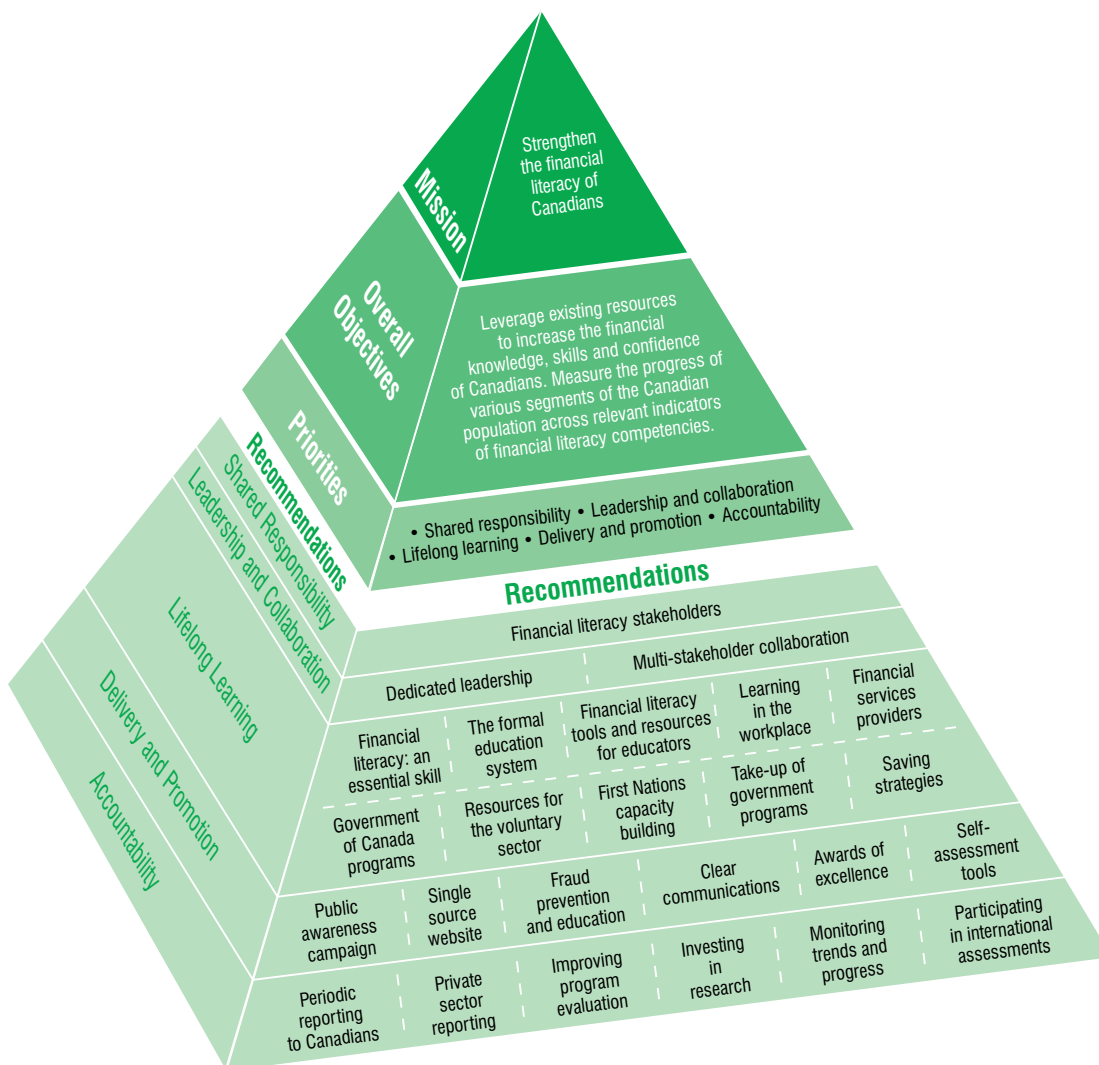 Mission
Strengthen
the financial
literacy of
Canadians
Overall
Objectives
Leverage existing resources
to increase the financial
knowledge, skills and confidence
of Canadians. Measure the progress of
various segments of the Canadian
population across relevant indicators
of financial literacy competencies.
Priorities
• Shared responsibility • Leadership and collaboration
• Lifelong learning • Delivery and promotion • Accountability
Recommendations
Recommendations
Shared Responsibility
Financial literacy stakeholders
Leadership and Collaboration
Dedicated leadership
Multi-stakeholder collaboration
Lifelong Learning
Financial
literacy: an
essential skill
The formal
education
system
Financial literacy
tools and resources
for educators
Learning
in the
workplace
Financial
services
providers
Government
of Canada
programs
Resources for
the voluntary
sector
First Nations
capacity
building
Take-up of
government
programs
Saving
strategies
Delivery and Promotion
Public
awareness
campaign
Single
source
website
Fraud
prevention
and education
Clear
communications
Awards of
excellence
Self-
assessment
tools
Accountability
Periodic
reporting
to Canadians
Private
sector
reporting
Improving
program
evaluation
Investing
in
research
Monitoring
trends and
progress
Participating
in international
assessments